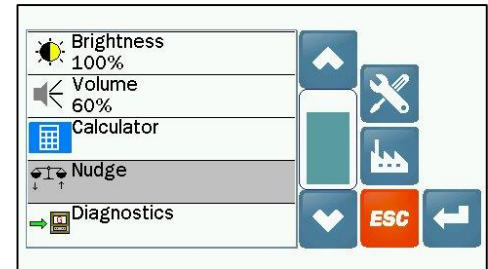 Brightness
100%
Volume
60%
Calculator
Nudge
Diagnostics
ESC